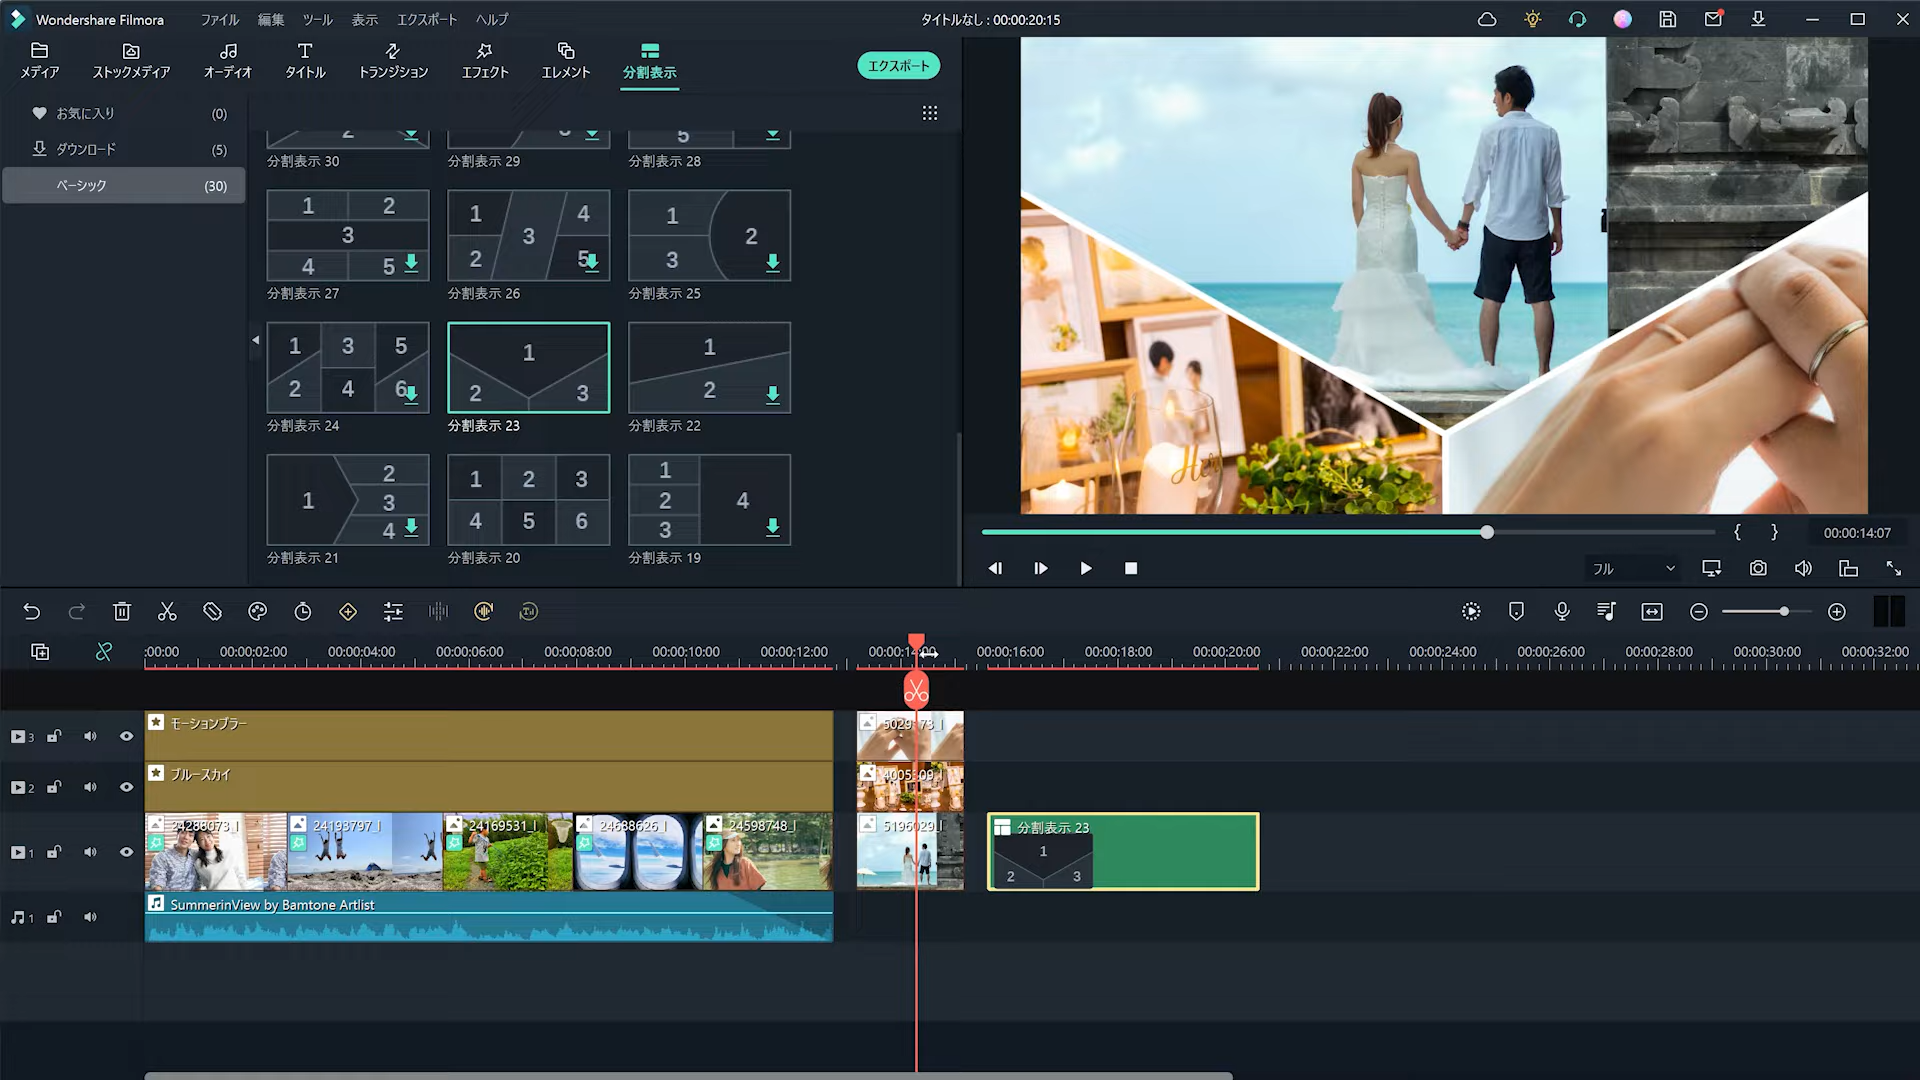 Wondershare Filmora ファイル 編集 ツール 表示 エクスポート ヘルプ タイトルなし : 00:00:20:15
メディア ストックメディア オーディオ タイトル トランジション エフェクト エレメント 分割表示 エクスポート
お気に入り (0)
ダウンロード (5)
ベーシック (30)
2 5
分割表示 30 分割表示 29 分割表示 28
1 2 3 4 5
1 2 3 4 5
1 2 3
分割表示 27 分割表示 26 分割表示 25
1 2 3 4 5 6
1 2 3
1 2
分割表示 24 分割表示 23 分割表示 22
1 2 3 4
1 2 3 4 5 6
1 2 3 4
分割表示 21 分割表示 20 分割表示 19
{ } 00:00:14:07
フル
:00:00 00:00:02:00 00:00:04:00 00:00:06:00 00:00:08:00 00:00:10:00 00:00:12:00 00:00:16:00 00:00:18:00 00:00:20:00 00:00:22:00 00:00:24:00 00:00:26:00 00:00:28:00 00:00:30:00 00:00:32:00
3 モーションブラー
2 ブルースカイ
1 24288073_l 24193797_l 24169531_l 24688626_l 24598748_l 5196029_l 分割表示 23
1
2 3
1 SummerinView by Bamtone Artlist